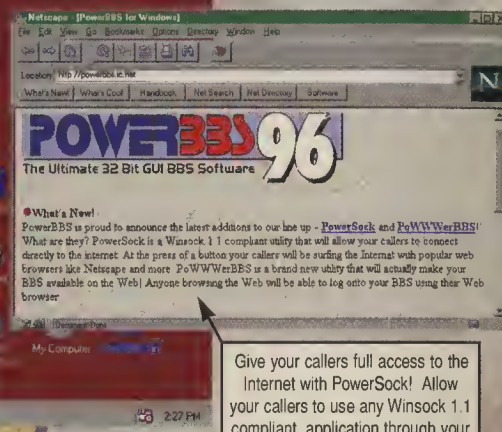 Netscape - [PowerBBS for Windows]
File Edit View Go Bookmarks Options Directory Window Help
Location: http://powerbbs.ic.net
N
What's New! What's Cool! Handbook Net Search Net Directory Software
POWERBBS 96
The Ultimate 32 Bit GUI BBS Software
What's New!
PowerBBS is proud to announce the latest additions to our line up - PowerSock and PoWWWerBBS!
What are they? PowerSock is a Winsock 1.1 compliant utility that will allow your callers to connect
directly to the internet. At the press of a button your callers will be surfing the Internet with popular web
browsers like Netscape and more. PoWWWerBBS is a brand new utility that will actually make your
BBS available on the Web! Anyone browsing the Web will be able to log onto your BBS using their Web
browser
Document: Done
My Computer
2:27 PM
Give your callers full access to the
Internet with PowerSock! Allow
your callers to use any Winsock 1.1
compliant application through your